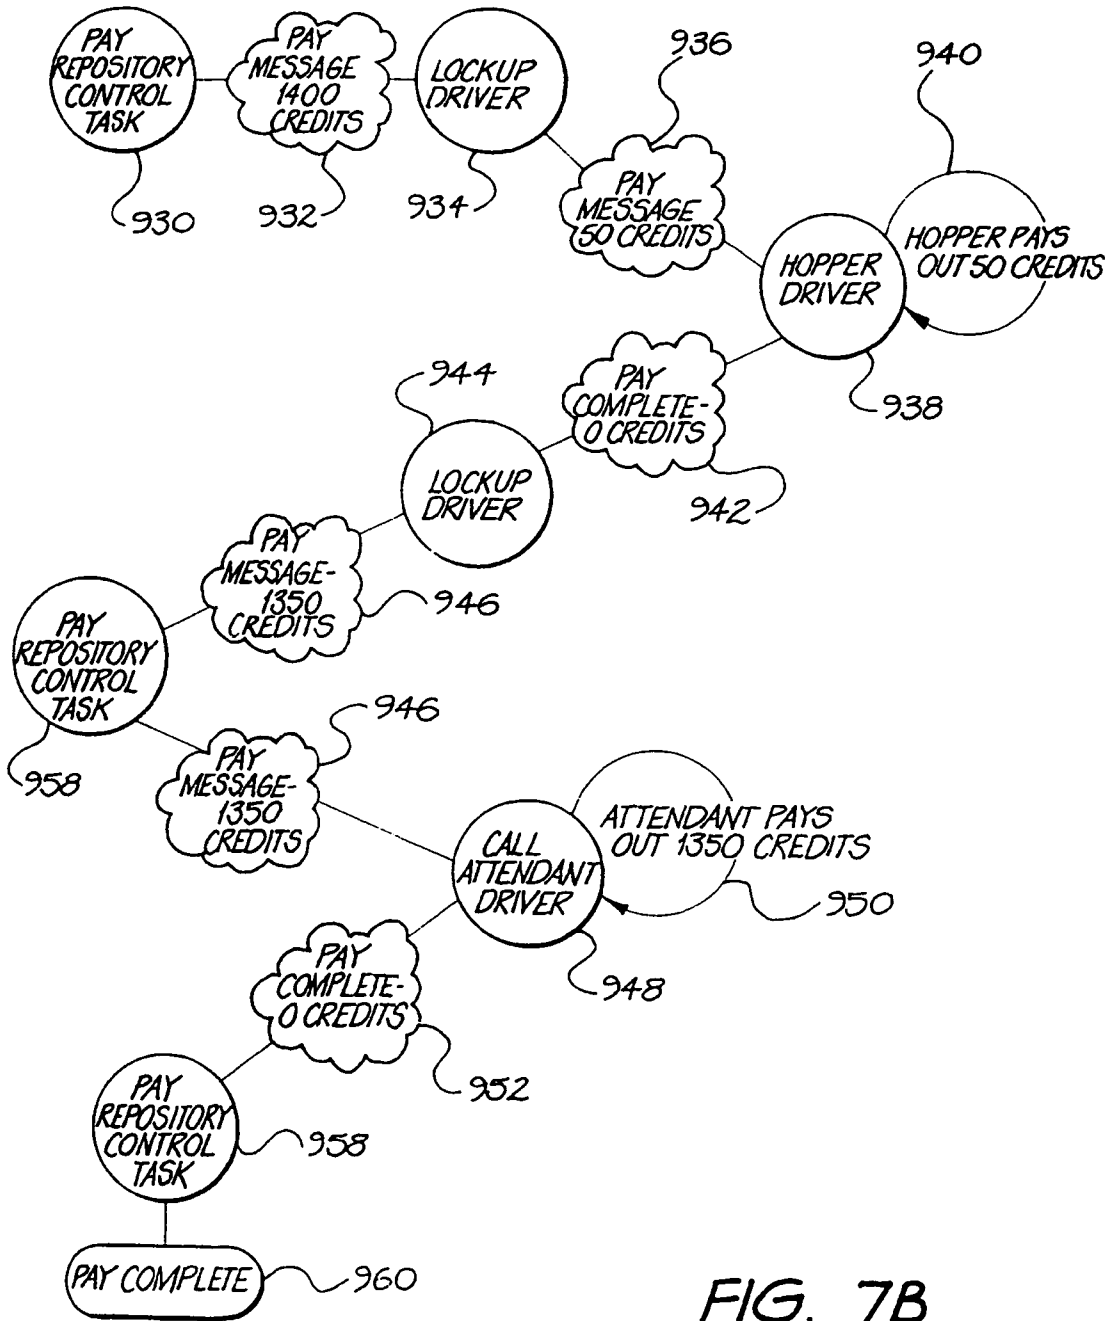 PAY
REPOSITORY
CONTROL
TASK
930
PAY
MESSAGE
1400
CREDITS
932
LOCKUP
DRIVER
934
PAY
MESSAGE
50 CREDITS
936
HOPPER
DRIVER
938
HOPPER PAYS
OUT 50 CREDITS
940
PAY
COMPLETE-
0 CREDITS
942
LOCKUP
DRIVER
944
PAY
MESSAGE-
1350
CREDITS
946
PAY
REPOSITORY
CONTROL
TASK
958
PAY
MESSAGE-
1350
CREDITS
946
CALL
ATTENDANT
DRIVER
948
ATTENDANT PAYS
OUT 1350 CREDITS
950
PAY
COMPLETE-
0 CREDITS
952
PAY
REPOSITORY
CONTROL
TASK
958
PAY COMPLETE
960
FIG. 7B